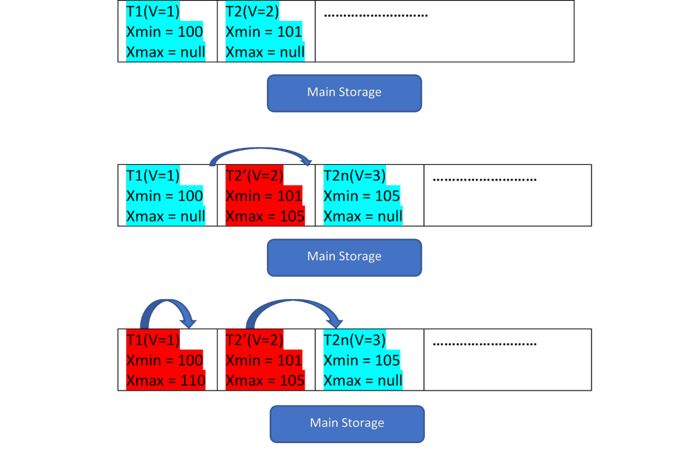 T1(V=1)
Xmin = 100
Xmax = null
T2(V=2)
Xmin = 101
Xmax = null
...........................
Main Storage
T1(V=1)
Xmin = 100
Xmax = null
T2’(V=2)
Xmin = 101
Xmax = 105
T2n(V=3)
Xmin = 105
Xmax = null
...........................
Main Storage
T1(V=1)
Xmin = 100
Xmax = 110
T2’(V=2)
Xmin = 101
Xmax = 105
T2n(V=3)
Xmin = 105
Xmax = null
...........................
Main Storage